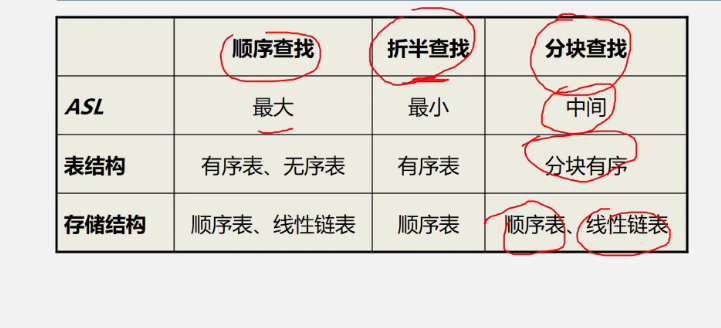 顺序查找 折半查找 分块查找
ASL 最大 最小 中间
表结构 有序表、无序表 有序表 分块有序
存储结构 顺序表、线性链表 顺序表 顺序表、线性链表